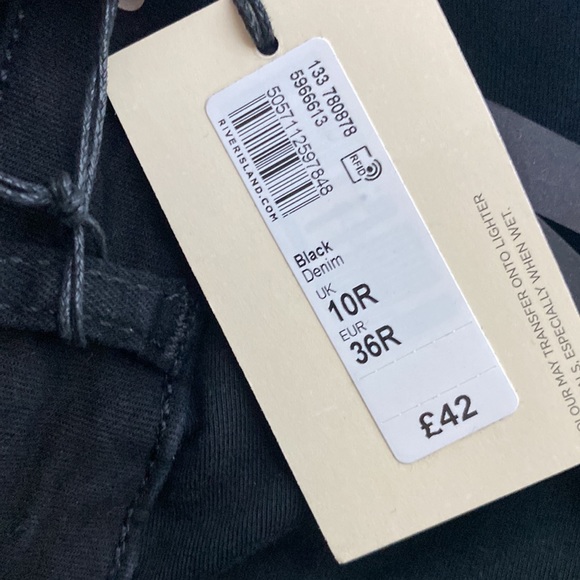 133 780878
5966613
5057112597848
RIVERISLAND.COM
RFID
Black
Denim
UK
10R
EUR
36R
£42
OUR MAY TRANSFER ONTO LIGHTER
S. ESPECIALLY WHEN WET.